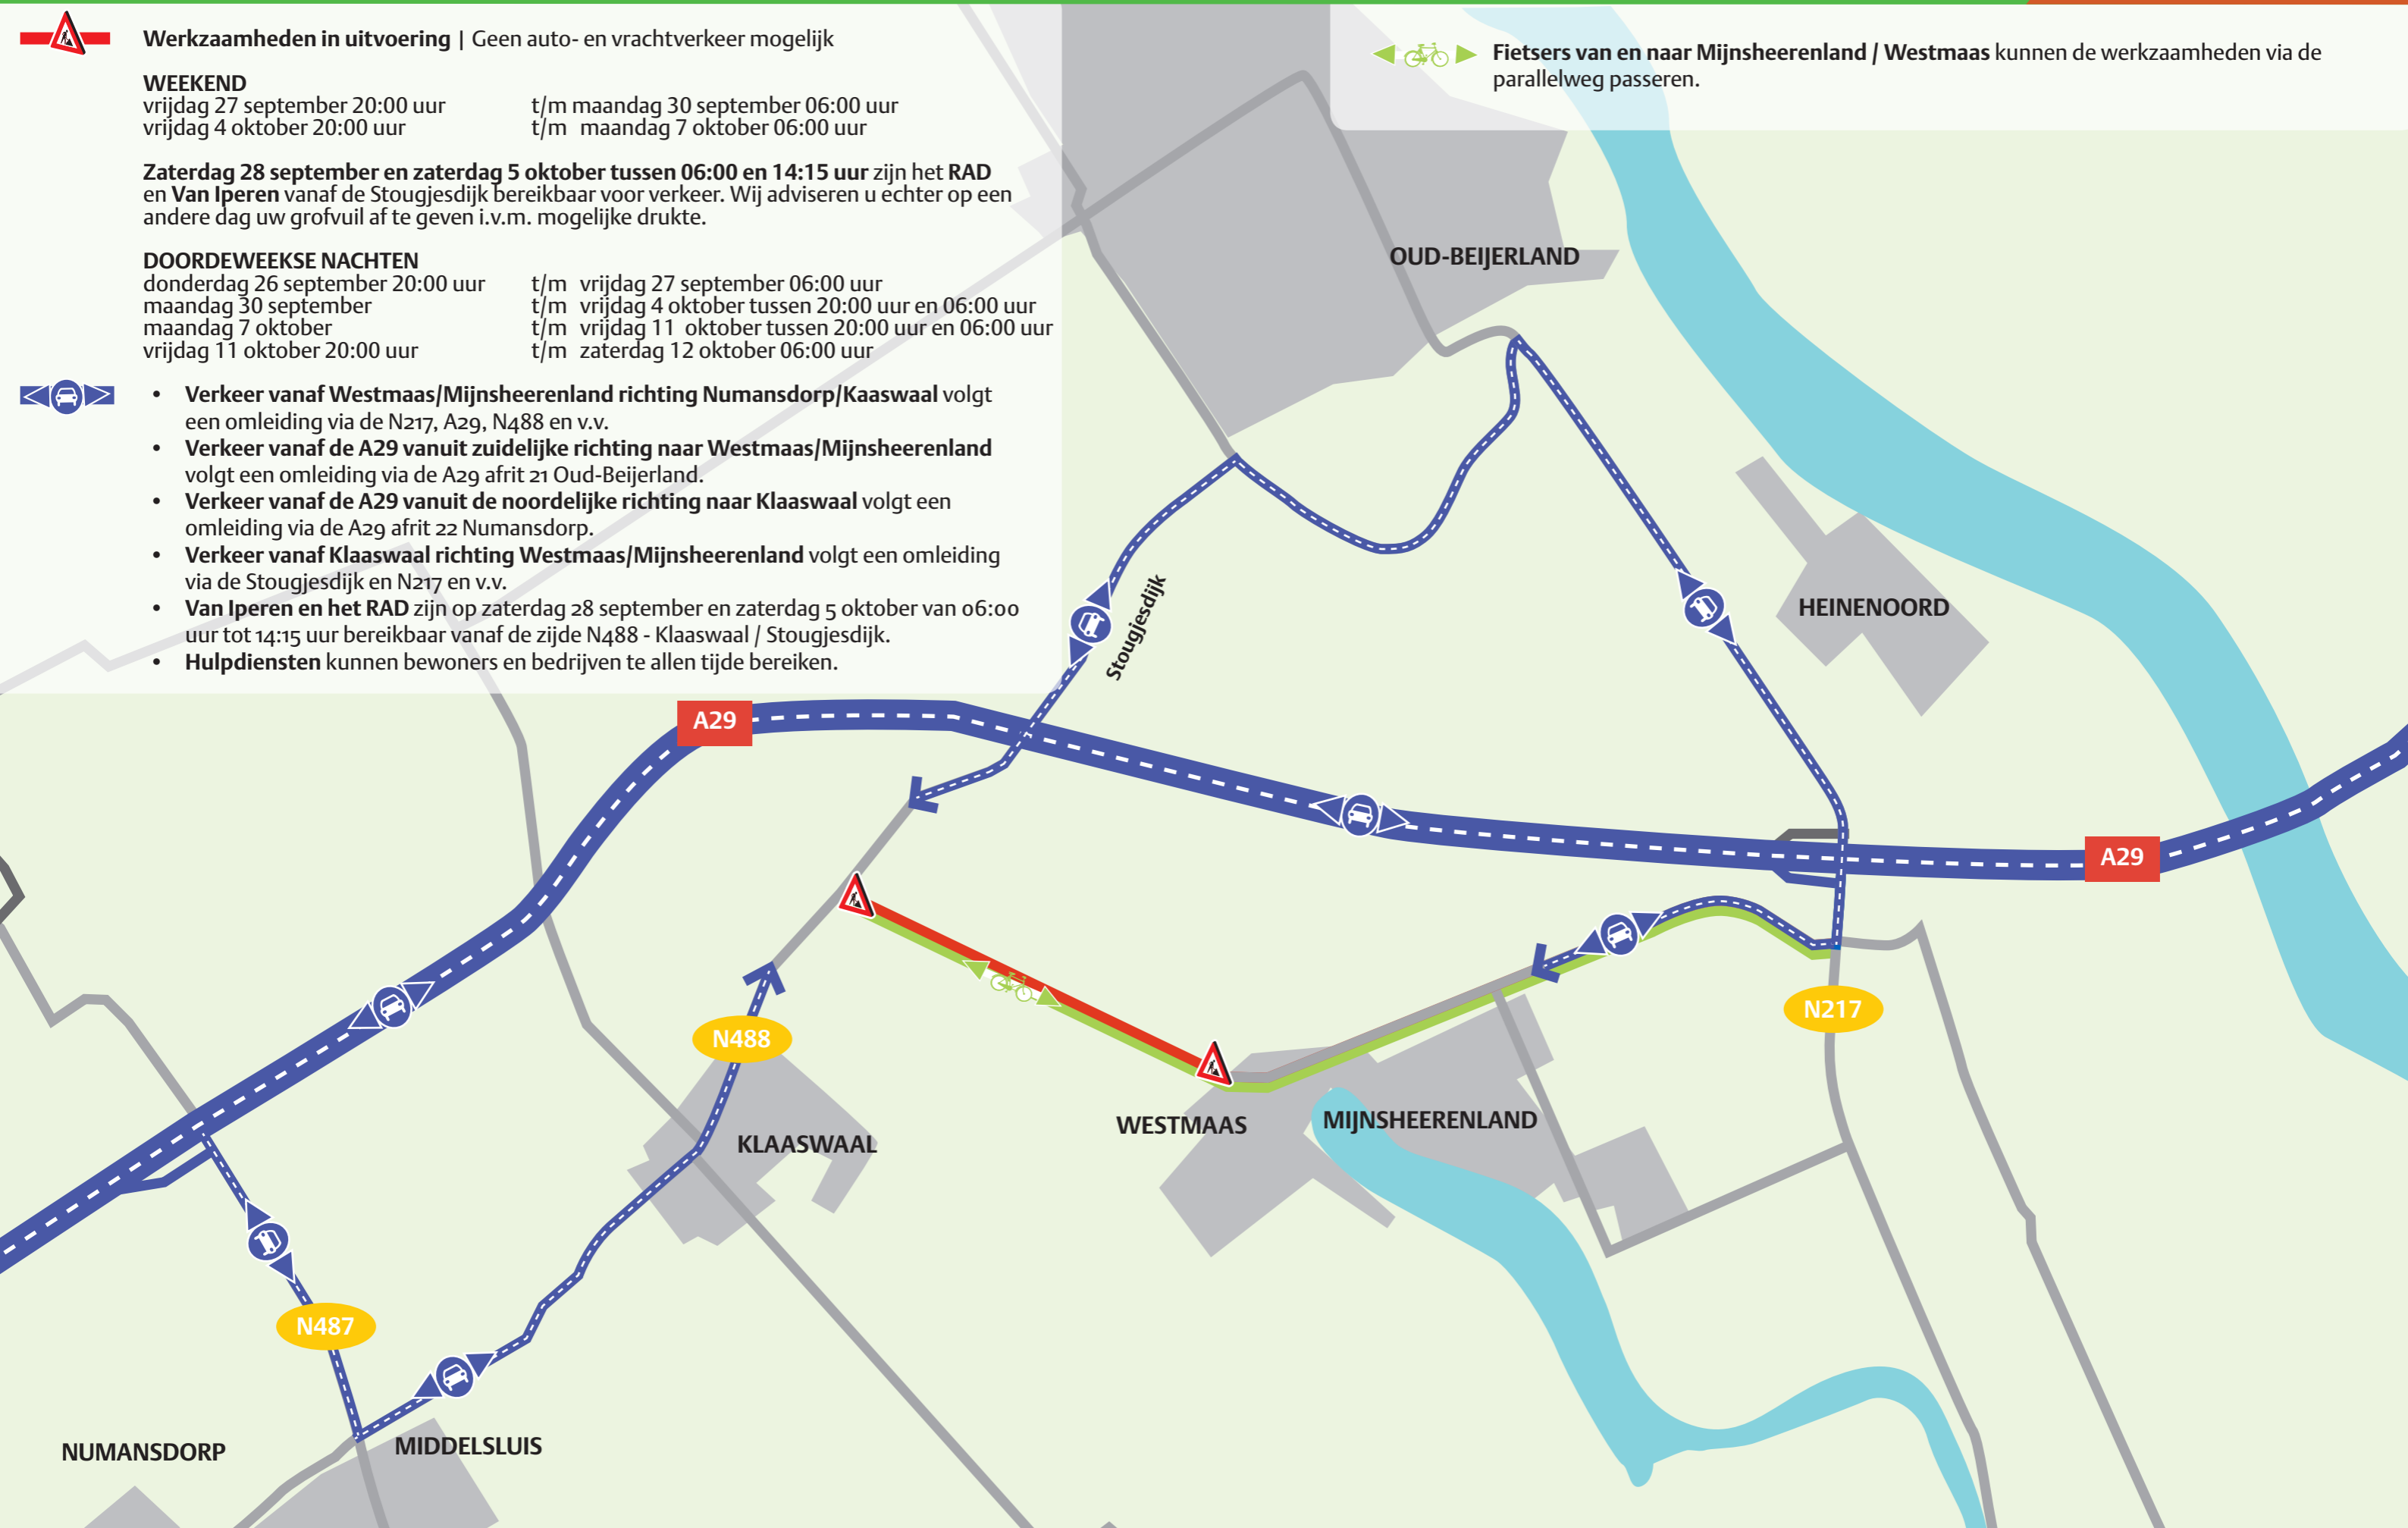 Werkzaamheden in uitvoering | Geen auto- en vrachtverkeer mogelijk
WEEKEND
vrijdag 27 september 20:00 uur t/m maandag 30 september 06:00 uur
vrijdag 4 oktober 20:00 uur t/m maandag 7 oktober 06:00 uur
Zaterdag 28 september en zaterdag 5 oktober tussen 06:00 en 14:15 uur zijn het RAD
en Van Iperen vanaf de Stougjesdijk bereikbaar voor verkeer. Wij adviseren u echter op een
andere dag uw grofvuil af te geven i.v.m. mogelijke drukte.
DOORDEWEEKSE NACHTEN
donderdag 26 september 20:00 uur t/m vrijdag 27 september 06:00 uur
maandag 30 september t/m vrijdag 4 oktober tussen 20:00 uur en 06:00 uur
maandag 7 oktober t/m vrijdag 11 oktober tussen 20:00 uur en 06:00 uur
vrijdag 11 oktober 20:00 uur t/m zaterdag 12 oktober 06:00 uur
• Verkeer vanaf Westmaas/Mijnsheerenland richting Numansdorp/Kaaswaal volgt
een omleiding via de N217, A29, N488 en v.v.
• Verkeer vanaf de A29 vanuit zuidelijke richting naar Westmaas/Mijnsheerenland
volgt een omleiding via de A29 afrit 21 Oud-Beijerland.
• Verkeer vanaf de A29 vanuit de noordelijke richting naar Klaaswaal volgt een
omleiding via de A29 afrit 22 Numansdorp.
• Verkeer vanaf Klaaswaal richting Westmaas/Mijnsheerenland volgt een omleiding
via de Stougjesdijk en N217 en v.v.
• Van Iperen en het RAD zijn op zaterdag 28 september en zaterdag 5 oktober van 06:00
uur tot 14:15 uur bereikbaar vanaf de zijde N488 - Klaaswaal / Stougjesdijk.
• Hulpdiensten kunnen bewoners en bedrijven te allen tijde bereiken.
Fietsers van en naar Mijnsheerenland / Westmaas kunnen de werkzaamheden via de
parallelweg passeren.
OUD-BEIJERLAND
HEINENOORD
Stougjesdijk
A29
A29
N217
N488
WESTMAAS
MIJNSHEERENLAND
KLAASWAAL
N487
NUMANSDORP
MIDDELSLUIS